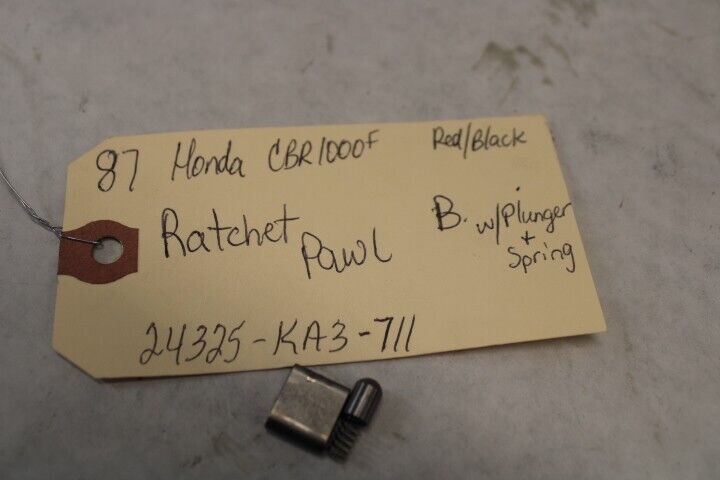 87 Honda CBR1000F Red/Black
Ratchet Pawl B. w/Plunger
+
Spring
24325-KA3-711